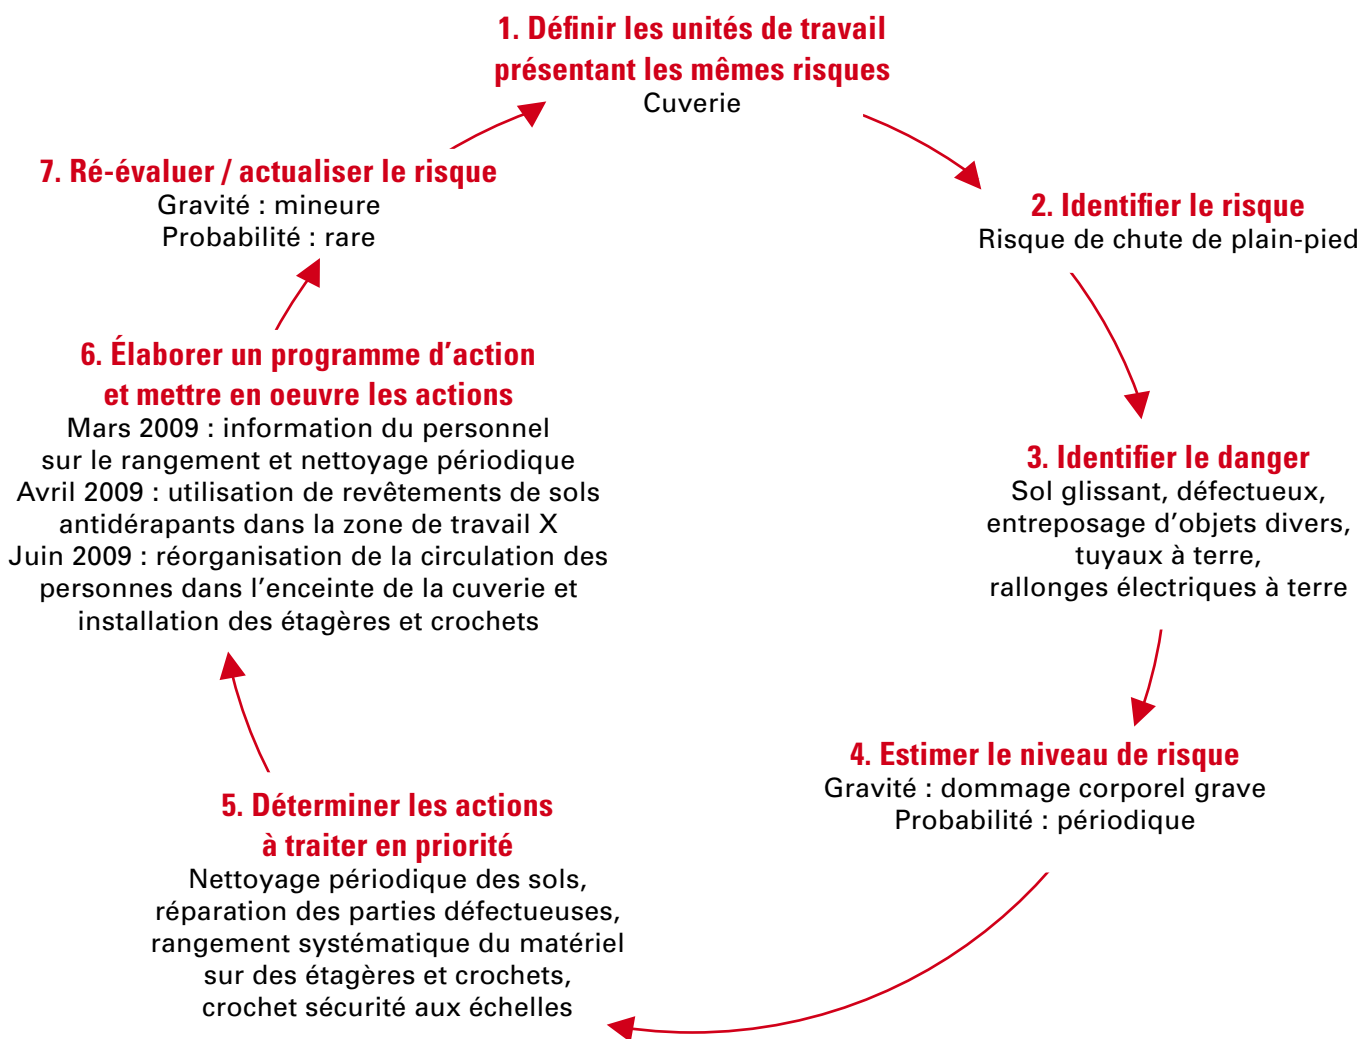 1. Définir les unités de travail
présentant les mêmes risques
Cuverie
2. Identifier le risque
Risque de chute de plain-pied
3. Identifier le danger
Sol glissant, défectueux,
entreposage d'objets divers,
tuyaux à terre,
rallonges électriques à terre
4. Estimer le niveau de risque
Gravité : dommage corporel grave
Probabilité : périodique
5. Déterminer les actions
à traiter en priorité
Nettoyage périodique des sols,
réparation des parties défectueuses,
rangement systématique du matériel
sur des étagères et crochets,
crochet sécurité aux échelles
6. Élaborer un programme d'action
et mettre en oeuvre les actions
Mars 2009 : information du personnel
sur le rangement et nettoyage périodique
Avril 2009 : utilisation de revêtements de sols
antidérapants dans la zone de travail X
Juin 2009 : réorganisation de la circulation des
personnes dans l'enceinte de la cuverie et
installation des étagères et crochets
7. Ré-évaluer / actualiser le risque
Gravité : mineure
Probabilité : rare